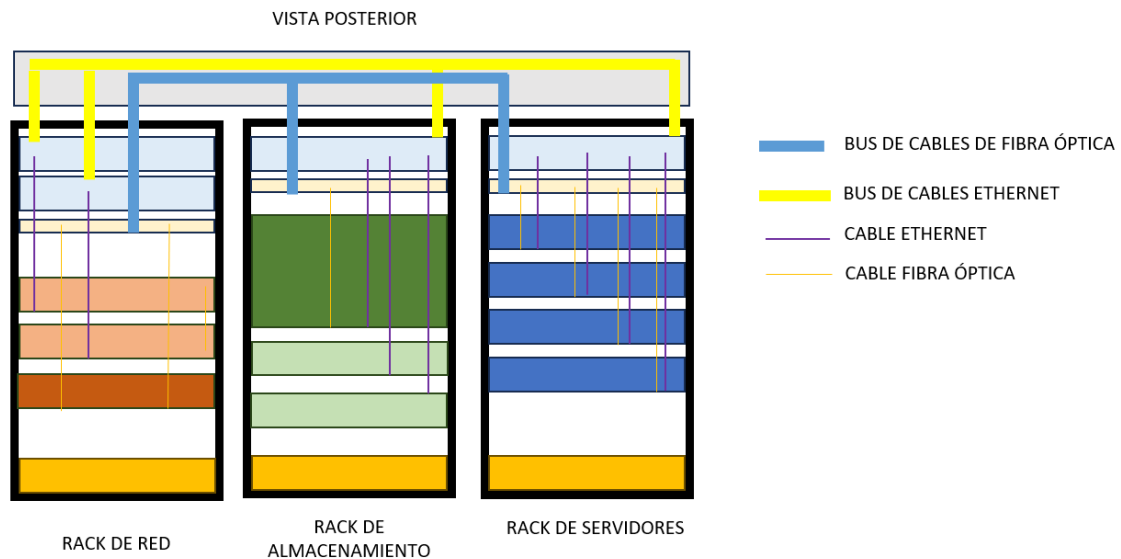 VISTA POSTERIOR
BUS DE CABLES DE FIBRA ÓPTICA
BUS DE CABLES ETHERNET
CABLE ETHERNET
CABLE FIBRA ÓPTICA
RACK DE RED
RACK DE
ALMACENAMIENTO
RACK DE SERVIDORES